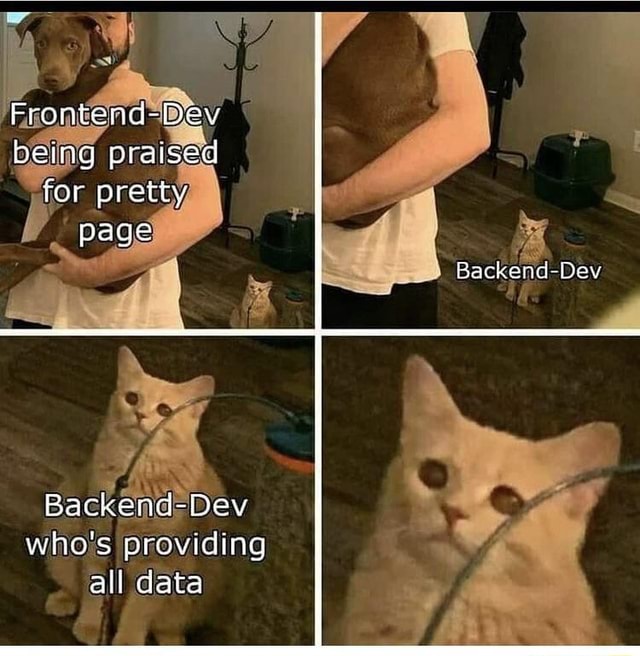 Frontend-Dev
being praised
for pretty
page
Backend-Dev
Backend-Dev
who's providing
all data